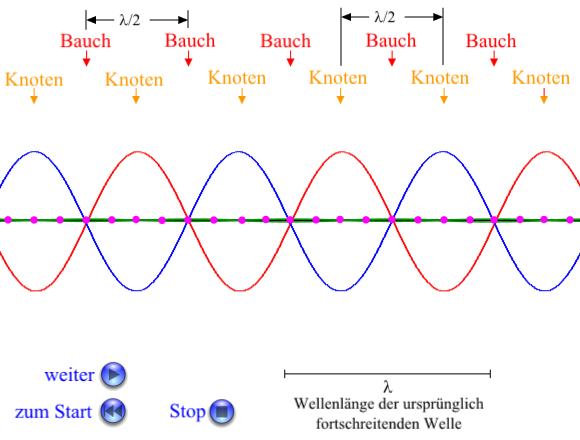 λ/2 λ/2
Bauch Bauch Bauch Bauch Bauch
Knoten Knoten Knoten Knoten Knoten Knoten
weiter
zum Start Stop
λ
Wellenlänge der ursprünglich
fortschreitenden Welle